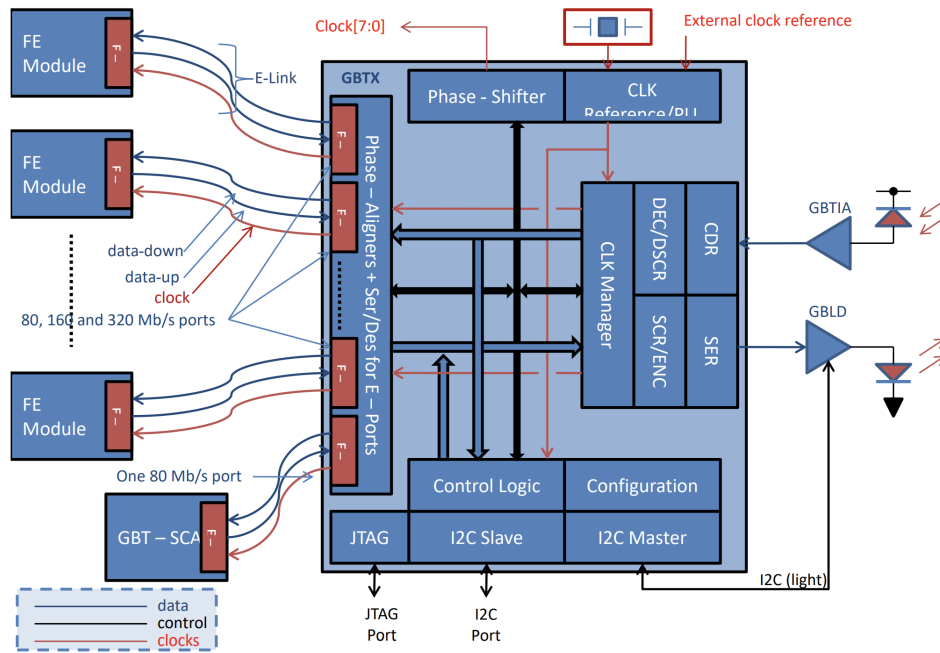 Clock[7:0]
External clock reference
FE
Module
F –
E-Link
GBTX
Phase - Shifter
CLK
Reference/PLL
F –
Phase – Aligners + Ser/Des for E – Ports
FE
Module
F –
F –
CLK Manager
DEC/DSCR
CDR
GBTIA
data-down
data-up
clock
80, 160 and 320 Mb/s ports
SCR/ENC
SER
GBLD
FE
Module
F –
F –
F –
One 80 Mb/s port
Control Logic
Configuration
GBT – SCA
F –
JTAG
I2C Slave
I2C Master
I2C (light)
JTAG
Port
I2C
Port
data
control
clocks